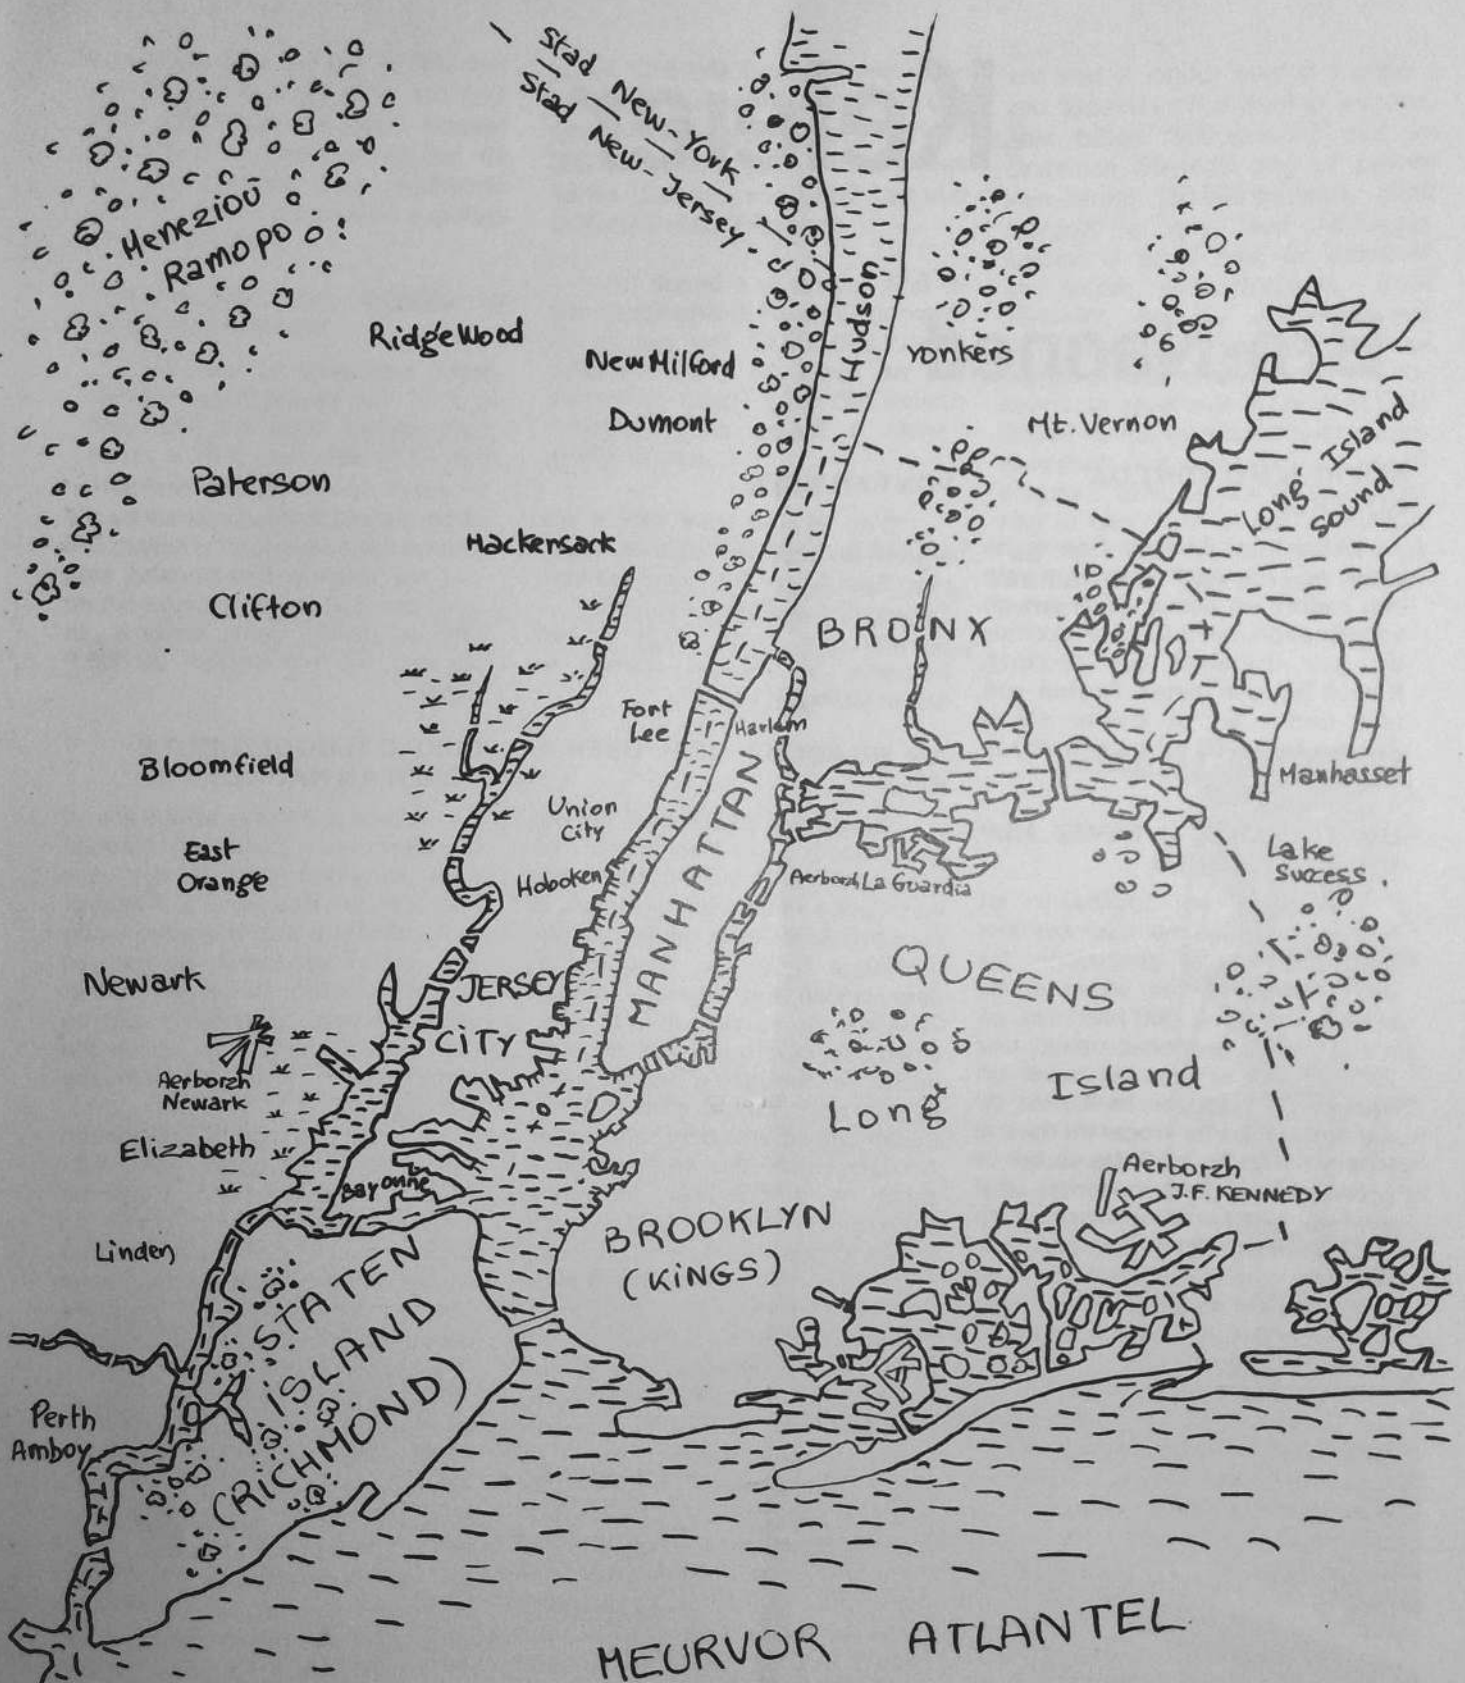 Stad New-York
Stad New-Jersey
Meneziou
Ramopo
Hudson
RidgeWood
New Milford
Yonkers
Dumont
Mt. Vernon
Long Island
Sound
Paterson
Hackersack
Clifton
BRONX
Fort
Lee
Harlem
Bloomfield
Manhasset
Union
City
MANHATTAN
East
Orange
Hoboken
Aerborzh La Guardia
Lake
Success
Newark
JERSEY
CITY
QUEENS
Aerborzh
Newark
Island
Long
Elizabeth
Bayonne
Aerborzh
J.F. KENNEDY
BROOKLYN
(KINGS)
Linden
STATEN
ISLAND
(RICHMOND)
Perth
Amboy
MEURVOR ATLANTEL